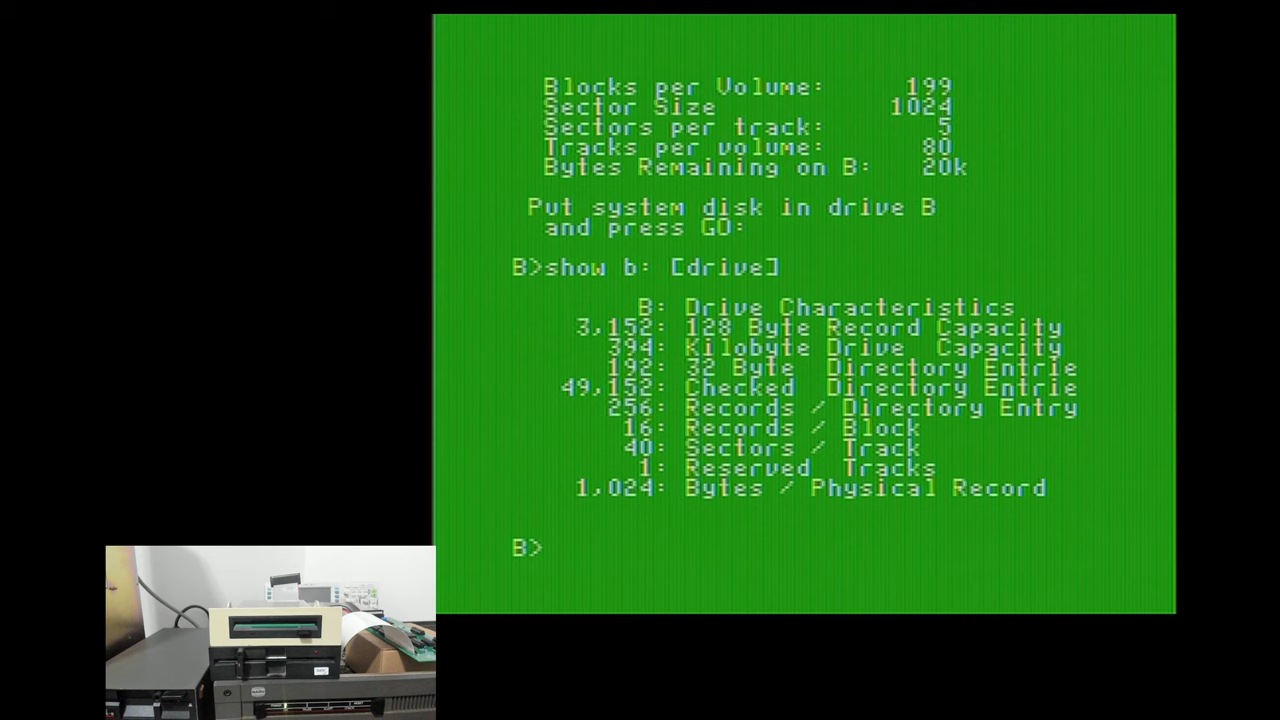 Blocks per Volume: 199
Sector Size 1024
Sectors per track: 5
Tracks per volume: 80
Bytes Remaining on B: 20k
Put system disk in drive B
and press GO:
B>show b: [drive]
B: Drive Characteristics
3,152: 128 Byte Record Capacity
394: Kilobyte Drive Capacity
192: 32 Byte Directory Entrie
49,152: Checked Directory Entrie
256: Records / Directory Entry
16: Records / Block
40: Sectors / Track
1: Reserved Tracks
1,024: Bytes / Physical Record
B>